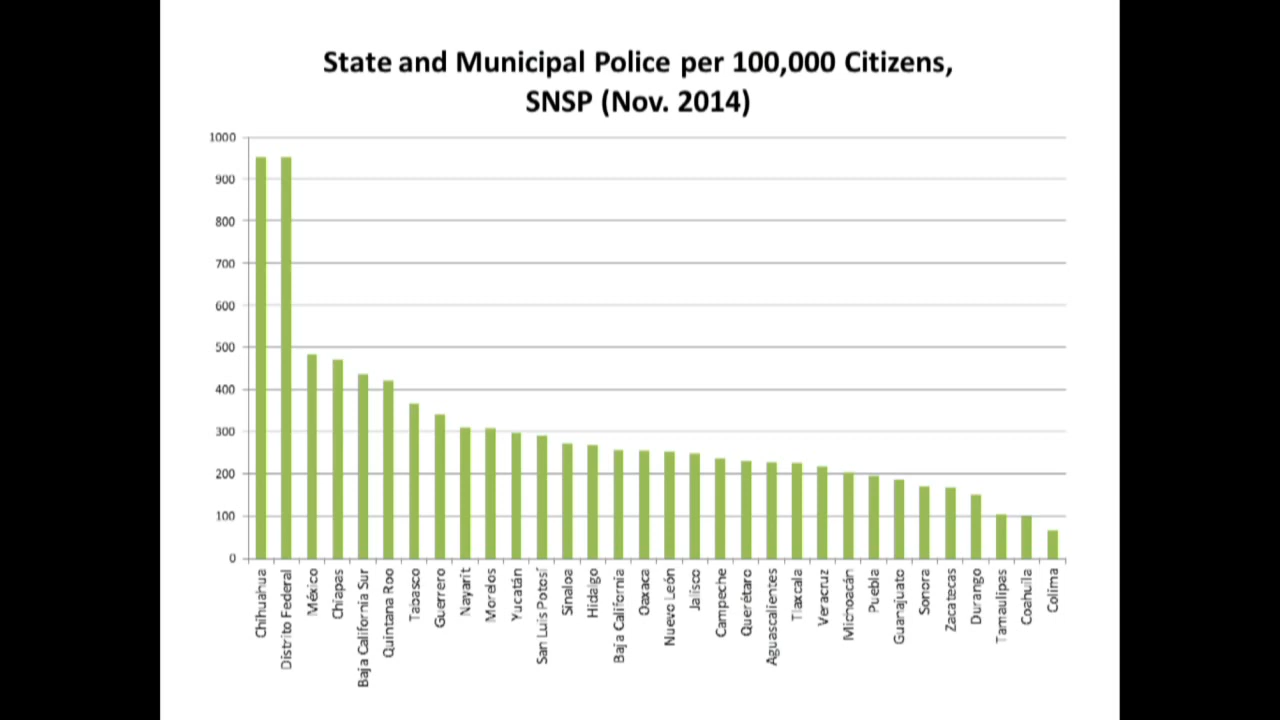 State and Municipal Police per 100,000 Citizens,
SNSP (Nov. 2014)
1000
900
800
700
600
500
400
300
200
100
0
Chihuahua
Distrito Federal
México
Chiapas
Baja California Sur
Quintana Roo
Tabasco
Guerrero
Nayarit
Morelos
Yucatán
San Luis Potosí
Sinaloa
Hidalgo
Baja California
Oaxaca
Nuevo León
Jalisco
Campeche
Querétaro
Aguascalientes
Tlaxcala
Veracruz
Michoacán
Puebla
Guanajuato
Sonora
Zacatecas
Durango
Tamaulipas
Coahuila
Colima